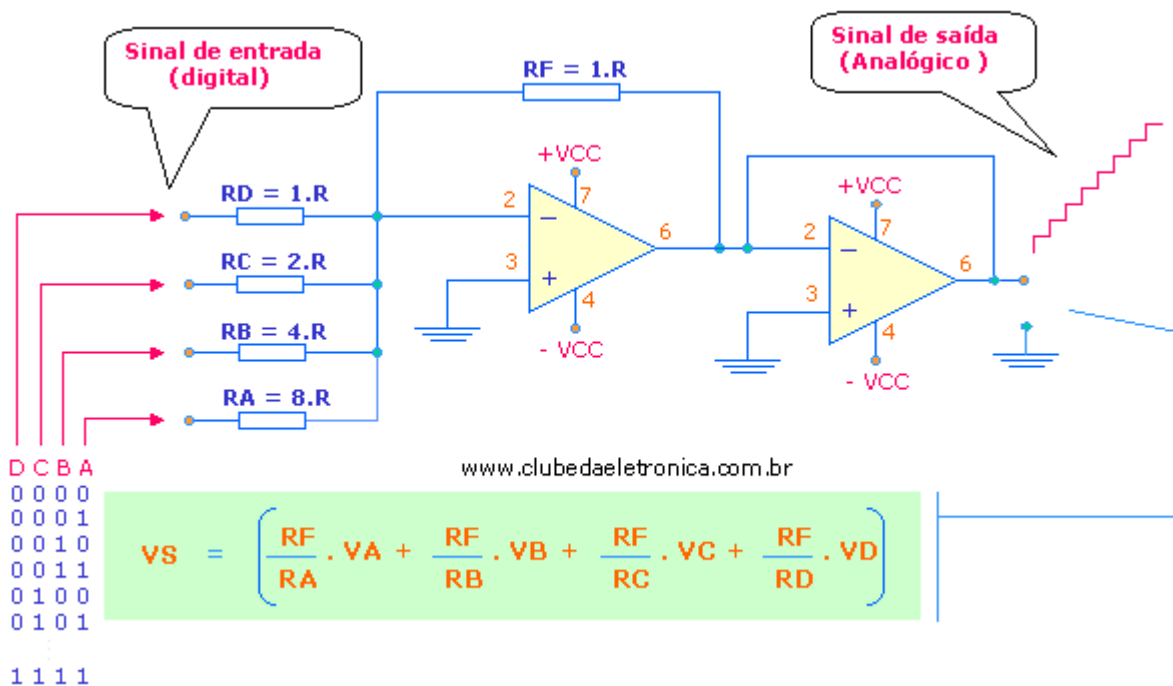 Sinal de entrada
(digital)
Sinal de saída
(Analógico )
RF = 1.R
+VCC
+VCC
RD = 1.R
2
7
−
6
2
7
−
6
RC = 2.R
3
+
4
3
+
4
- VCC
- VCC
RB = 4.R
RA = 8.R
D C B A
www.clubedaeletronica.com.br
0 0 0 0
0 0 0 1
0 0 1 0
0 0 1 1
0 1 0 0
0 1 0 1
1 1 1 1
VS = ( RF/RA . VA + RF/RB . VB + RF/RC . VC + RF/RD . VD )